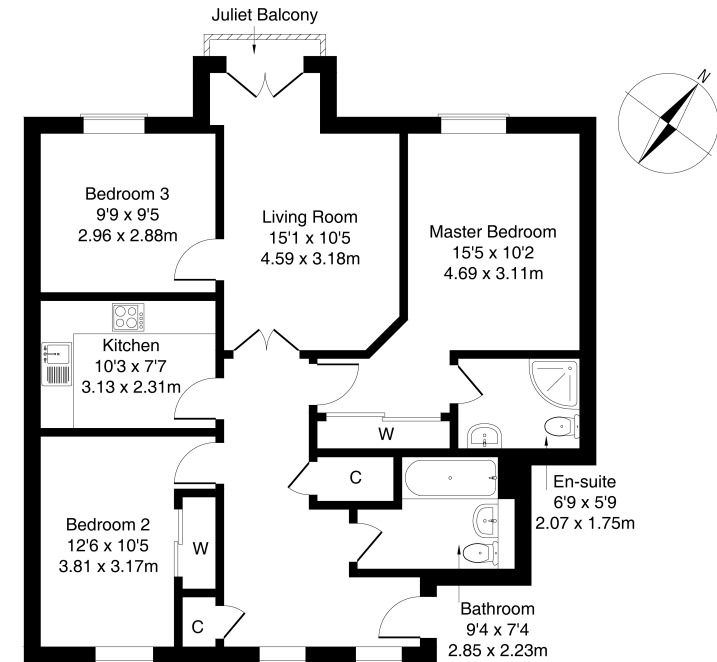 Juliet Balcony
N
Bedroom 3
9'9 x 9'5
2.96 x 2.88m
Living Room
15'1 x 10'5
4.59 x 3.18m
Master Bedroom
15'5 x 10'2
4.69 x 3.11m
Kitchen
10'3 x 7'7
3.13 x 2.31m
W
C
En-suite
6'9 x 5'9
2.07 x 1.75m
Bedroom 2
12'6 x 10'5
3.81 x 3.17m
W
C
Bathroom
9'4 x 7'4
2.85 x 2.23m